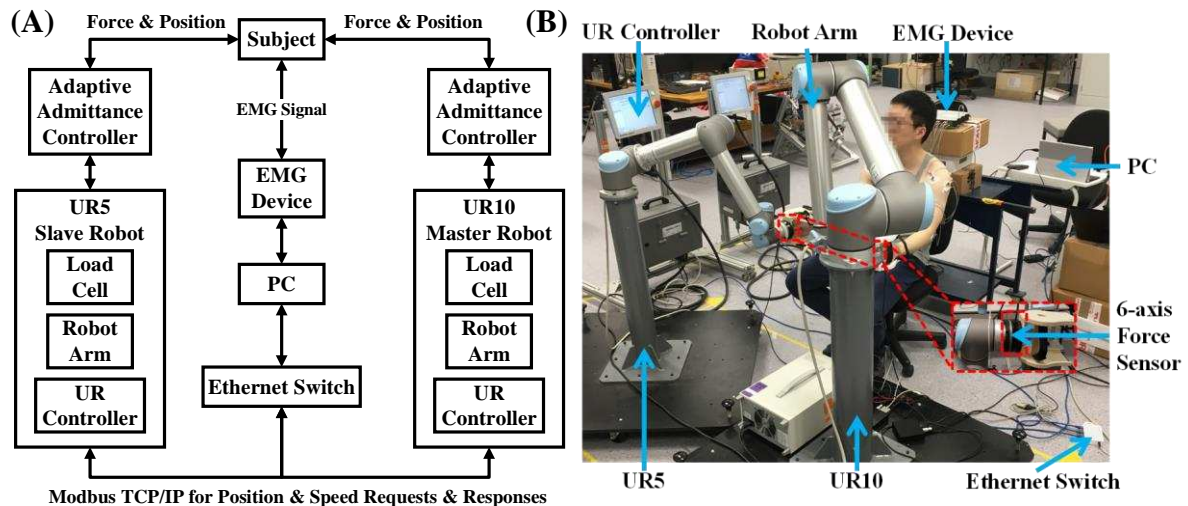 (A)
Force & Position
Force & Position
Subject
Adaptive
Admittance
Controller
EMG Signal
Adaptive
Admittance
Controller
EMG
Device
UR5
Slave Robot
Load
Cell
Robot
Arm
UR
Controller
PC
Ethernet Switch
UR10
Master Robot
Load
Cell
Robot
Arm
UR
Controller
Modbus TCP/IP for Position & Speed Requests & Responses
(B)
UR Controller
Robot Arm
EMG Device
PC
6-axis
Force
Sensor
UR5
UR10
Ethernet Switch